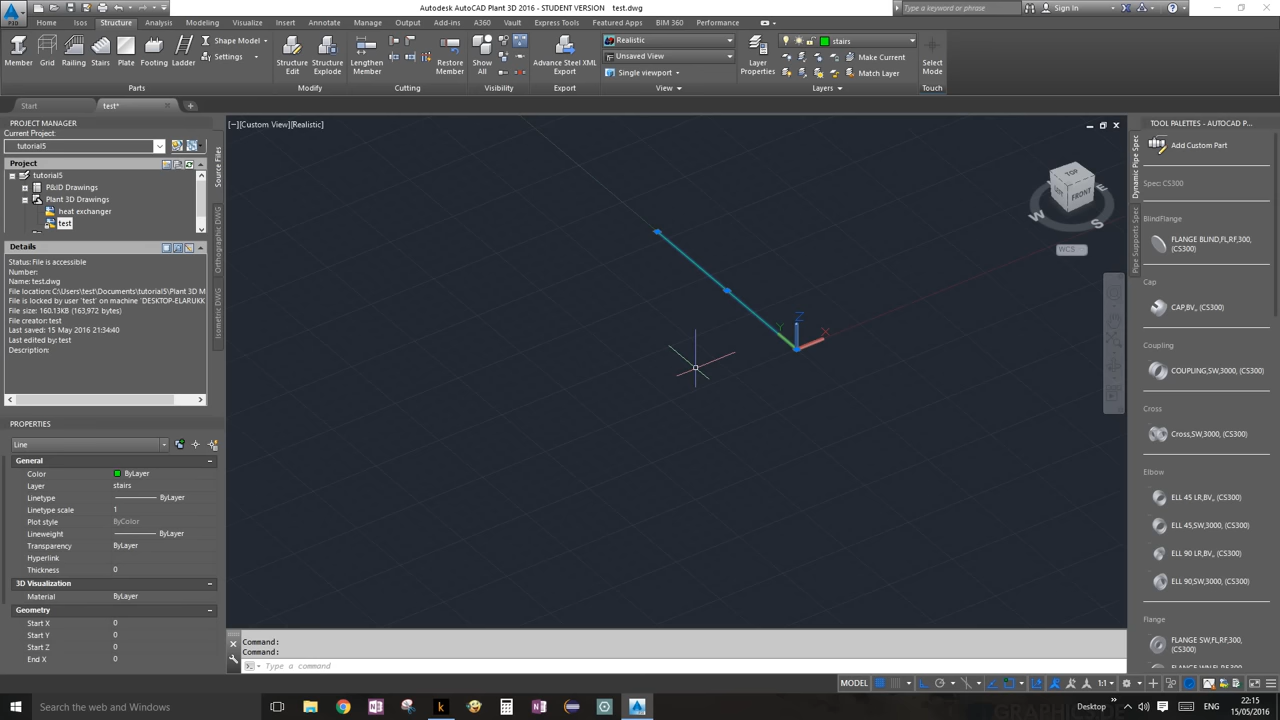 Autodesk AutoCAD Plant 3D 2016 - STUDENT VERSION test.dwg
Type a keyword or phrase
Sign In
P3D
Home Isos Structure Analysis Modeling Visualize Insert Annotate Manage Output Add-ins A360 Vault Express Tools Featured Apps BIM 360 Performance
Member Grid Railing Stairs Plate Footing Ladder
Shape Model
Settings
Structure Edit
Structure Explode
Lengthen Member
Restore Member
Show All
Advance Steel XML Export
Realistic
Unsaved View
Single viewport
Layer Properties
stairs
Make Current
Match Layer
Select Mode
Parts Modify Cutting Visibility Export View Layers Touch
Start test*
PROJECT MANAGER
Current Project:
tutorial5
Project
tutorial5
P&ID Drawings
Plant 3D Drawings
heat exchanger
test
Source Files
Orthographic DWG
Isometric DWG
Details
Status: File is accessible
Number:
Name: test.dwg
File location: C:\Users\test\Documents\tutorial5\Plant 3D M
File is locked by user 'test' on machine 'DESKTOP-ELARUKK
File size: 160.13KB (163,972 bytes)
File creator: test
Last saved: 15 May 2016 21:34:40
Last edited by: test
Description:
PROPERTIES
Line
General
Color ByLayer
Layer stairs
Linetype ByLayer
Linetype scale 1
Plot style ByColor
Lineweight ByLayer
Transparency ByLayer
Hyperlink
Thickness 0
3D Visualization
Material ByLayer
Geometry
Start X 0
Start Y 0
Start Z 0
End X 0
[−][Custom View][Realistic]
TOP
FRONT
W
E
S
WCS
Z
Y
X
Command:
Command:
Type a command
TOOL PALETTES - AUTOCAD P...
Dynamic Pipe Spec
Pipe Supports Spec
Add Custom Part
Spec: CS300
BlindFlange
FLANGE BLIND,FL,RF,300, (CS300)
Cap
CAP,BV,, (CS300)
Coupling
COUPLING,SW,3000, (CS300)
Cross
Cross,SW,3000, (CS300)
Elbow
ELL 45 LR,BV,, (CS300)
ELL 45,SW,3000, (CS300)
ELL 90 LR,BV,, (CS300)
ELL 90,SW,3000, (CS300)
Flange
FLANGE SW,FL,RF,300, (CS300)
MODEL
1:1
Search the web and Windows
Desktop
22:15
15/05/2016